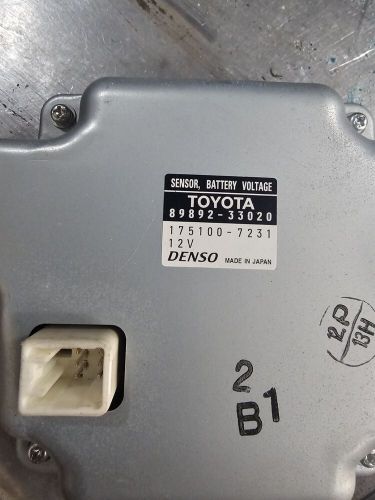 SENSOR, BATTERY VOLTAGE
TOYOTA
89892-33020
175100-7231
12V
DENSO MADE IN JAPAN
12P
13H
2
B1